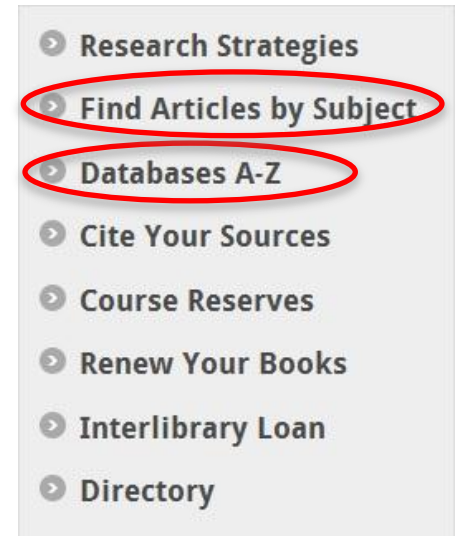 Research Strategies
Find Articles by Subject
Databases A-Z
Cite Your Sources
Course Reserves
Renew Your Books
Interlibrary Loan
Directory